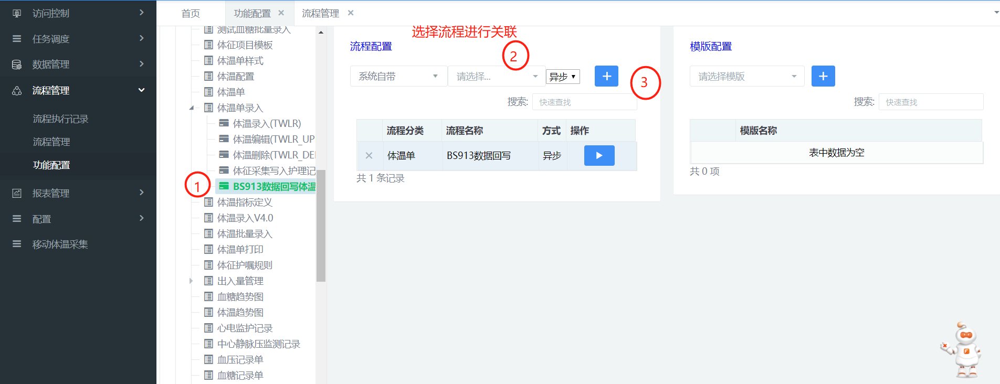 访问控制
任务调度
数据管理
流程管理
流程执行记录
流程管理
功能配置
报表管理
配置
移动体温采集
首页
功能配置
流程管理
测试血糖批量录入
体征项目模板
体温单样式
体温配置
体温单
体温单录入
体温录入(TWLR)
体温编辑(TWLR_UP
体温删除(TWLR_DEL
体征采集写入护理记
1
BS913数据回写体温
体温指标定义
体温录入V4.0
体温批量录入
体温单打印
体征护嘱规则
出入量管理
血糖趋势图
体温趋势图
心电监护记录
中心静脉压监测记录
血压记录单
血糖记录单
选择流程进行关联
流程配置
2
系统自带
请选择...
异步
3
搜索:
快速查找
流程分类 流程名称 方式 操作
体温单 BS913数据回写 异步
共 1 条记录
模版配置
请选择模版
搜索:
快速查找
模版名称
表中数据为空
共 0 项